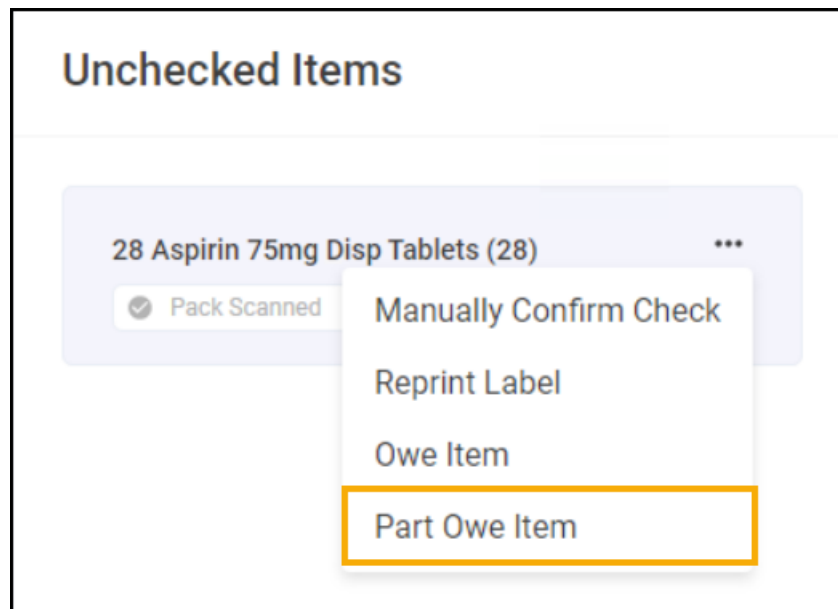 Unchecked Items
28 Aspirin 75mg Disp Tablets (28)
Pack Scanned
Manually Confirm Check
Reprint Label
Owe Item
Part Owe Item